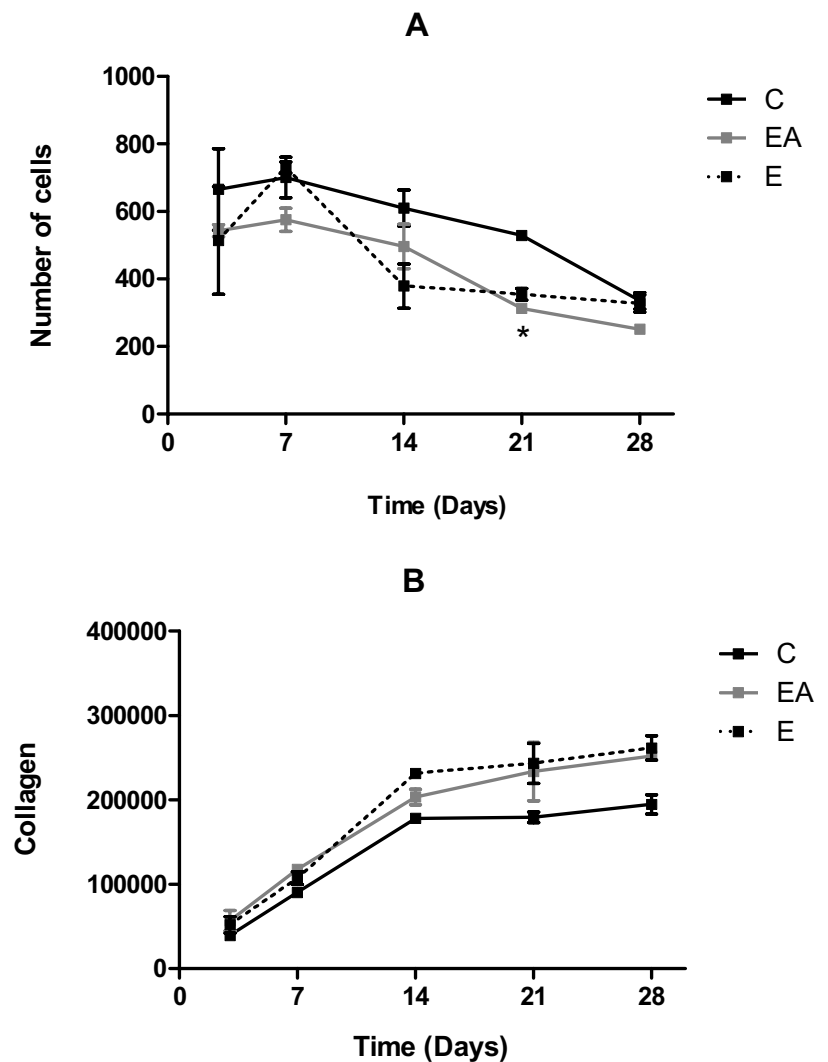 A
1000
800
600
400
200
0
Number of cells
0 7 14 21 28
*
Time (Days)
C
EA
E
B
400000
300000
200000
100000
0
Collagen
0 7 14 21 28
Time (Days)
C
EA
E